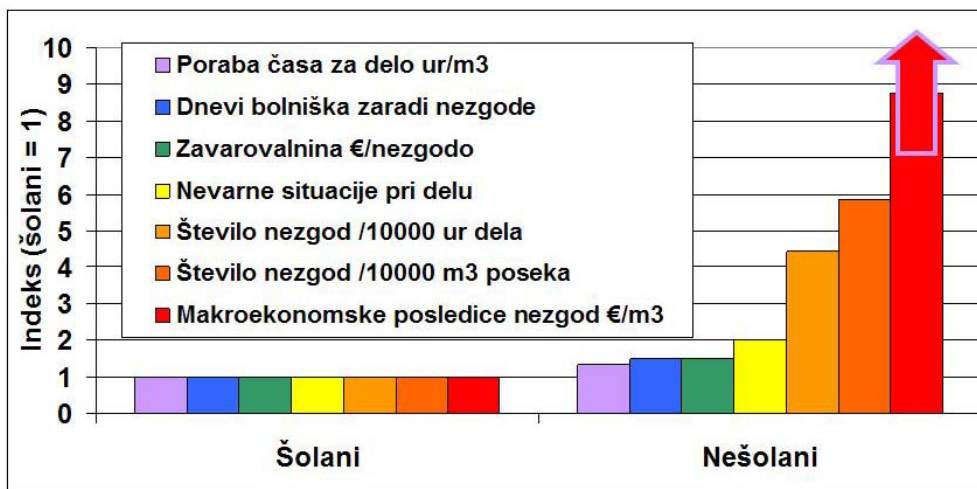 Indeks (šolani = 1)
10
9
8
7
6
5
4
3
2
1
0
Poraba časa za delo ur/m3
Dnevi bolniška zaradi nezgode
Zavarovalnina €/nezgodo
Nevarne situacije pri delu
Število nezgod /10000 ur dela
Število nezgod /10000 m3 poseka
Makroekonomske posledice nezgod €/m3
Šolani
Nešolani